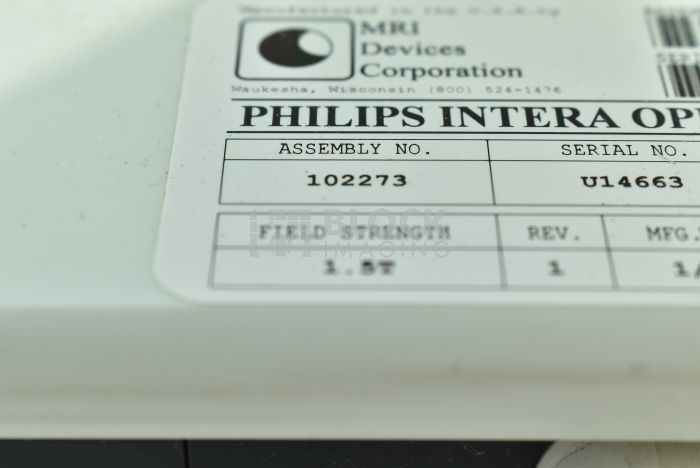 Manufactured in the U.S.A. by
MRI
Devices
Corporation
Waukesha, Wisconsin (800) 524-1476
PHILIPS INTERA OP
ASSEMBLY NO. SERIAL NO.
102273 U14663
FIELD STRENGTH REV. MFG.
1.5T 1 1/
BLOCK
IMAGING